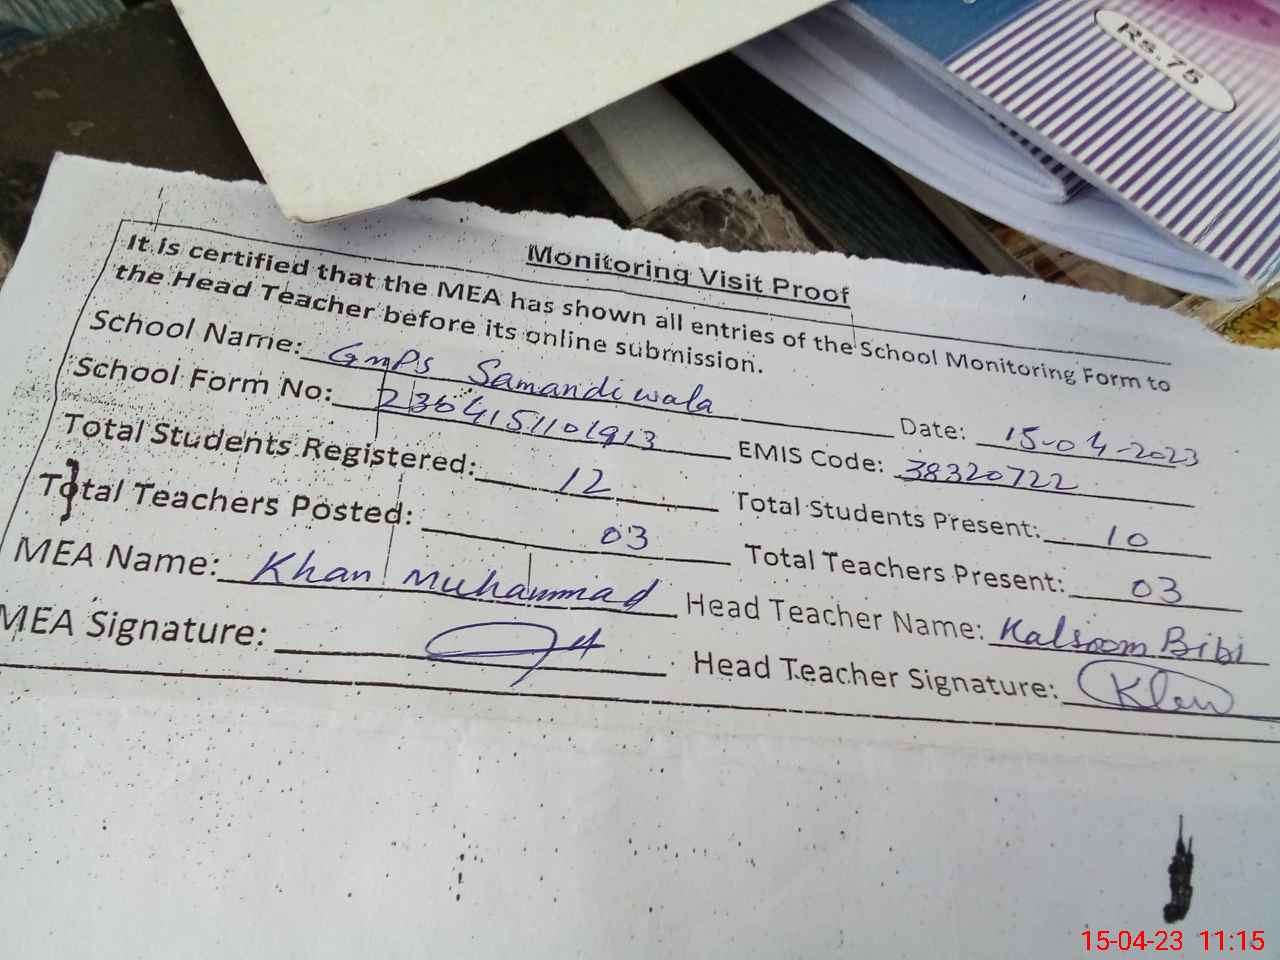 Rs.75
Monitoring Visit Proof
It is certified that the MEA has shown all entries of the School Monitoring Form to
the Head Teacher before its online submission.
School Name: GMPS Samandiwala Date: 15-04-2023
School Form No: 2304151101913 EMIS Code: 38320722
Total Students Registered: 12 Total Students Present: 10
Total Teachers Posted: 03 Total Teachers Present: 03
MEA Name: Khan Muhammad Head Teacher Name: Kalsoom Bibi
MEA Signature: Head Teacher Signature:
15-04-23 11:15